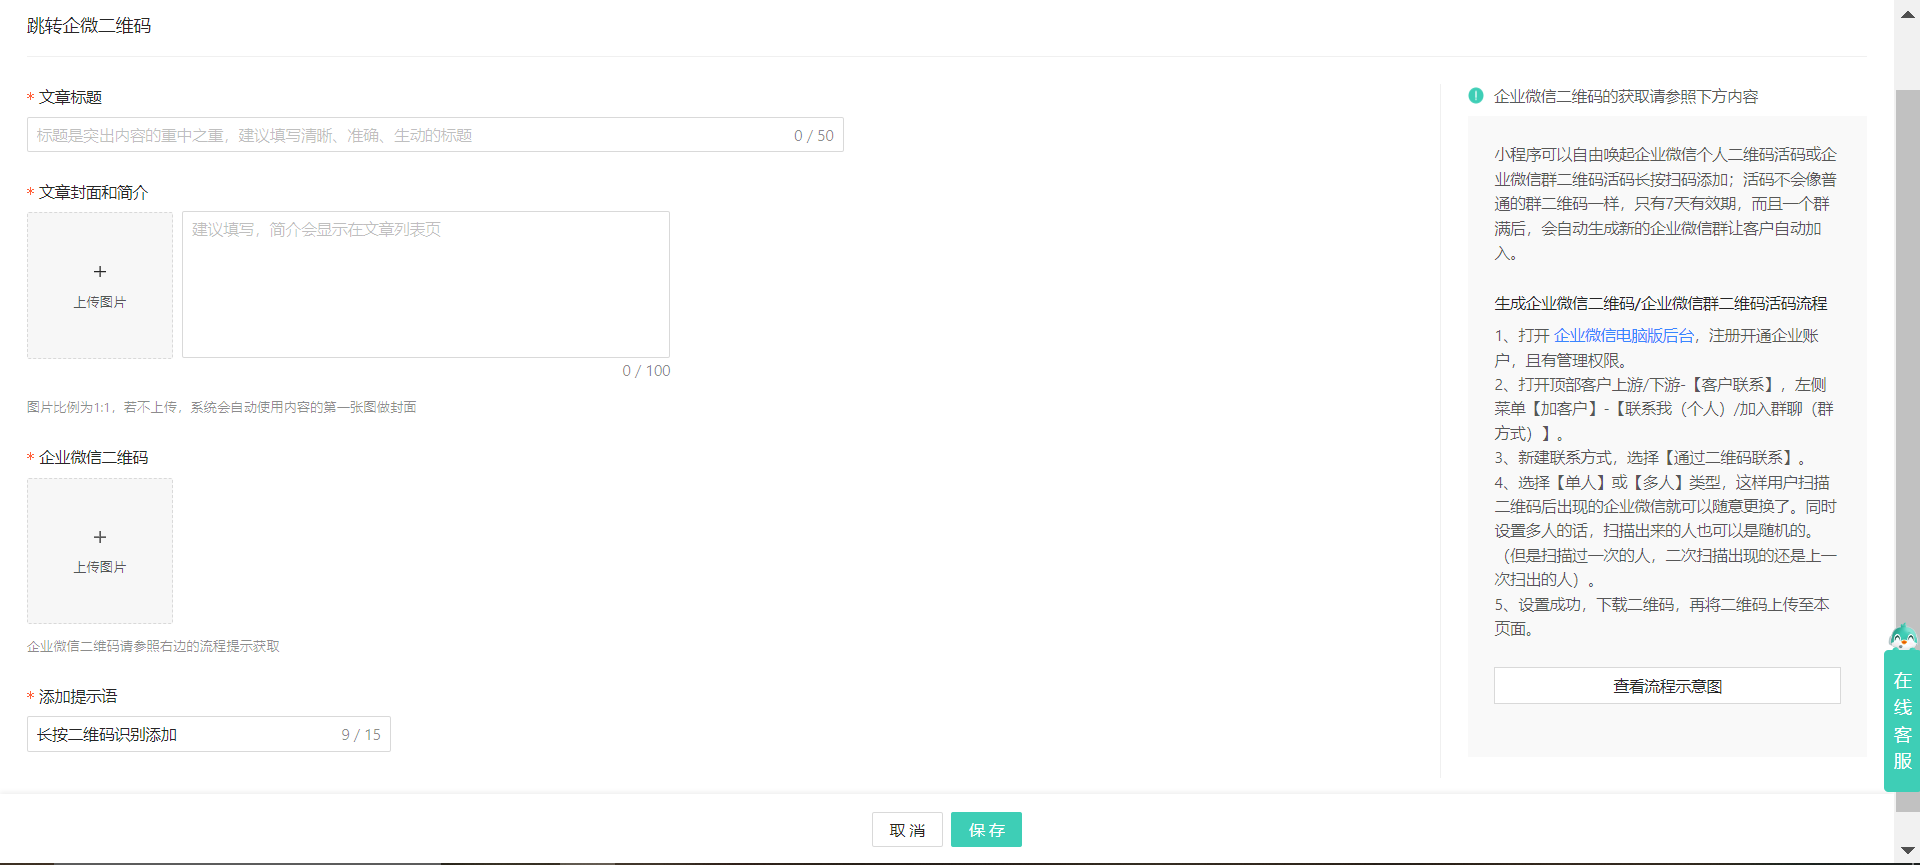 跳转企微二维码
* 文章标题
标题是突出内容的重中之重，建议填写清晰、准确、生动的标题
0 / 50
* 文章封面和简介
+
上传图片
建议填写，简介会显示在文章列表页
0 / 100
图片比例为1:1，若不上传，系统会自动使用内容的第一张图做封面
* 企业微信二维码
+
上传图片
企业微信二维码请参照右边的流程提示获取
* 添加提示语
长按二维码识别添加
9 / 15
企业微信二维码的获取请参照下方内容
小程序可以自由唤起企业微信个人二维码活码或企
业微信群二维码活码长按扫码添加；活码不会像普
通的群二维码一样，只有7天有效期，而且一个群
满后，会自动生成新的企业微信群让客户自动加
入。
生成企业微信二维码/企业微信群二维码活码流程
1、打开 企业微信电脑版后台，注册开通企业账
户，且有管理权限。
2、打开顶部客户上游/下游-【客户联系】，左侧
菜单【加客户】-【联系我（个人）/加入群聊（群
方式）】。
3、新建联系方式，选择【通过二维码联系】。
4、选择【单人】或【多人】类型，这样用户扫描
二维码后出现的企业微信就可以随意更换了。同时
设置多人的话，扫描出来的人也可以是随机的。
（但是扫描过一次的人，二次扫描出现的还是上一
次扫出的人）。
5、设置成功，下载二维码，再将二维码上传至本
页面。
查看流程示意图
在线客服
取消
保存